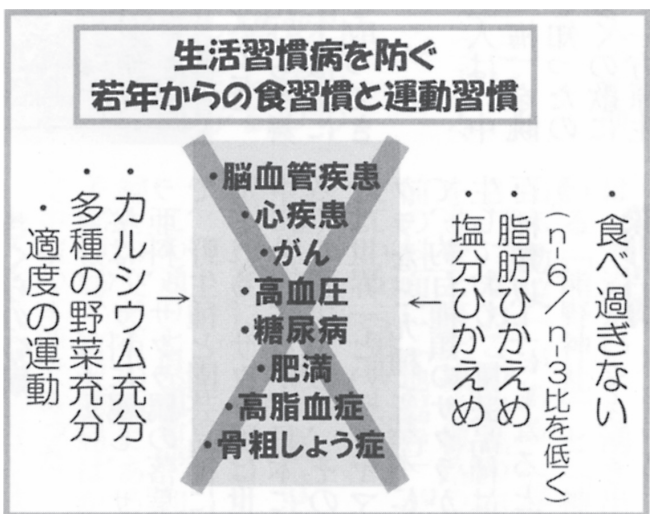 生活習慣病を防ぐ
若年からの食習慣と運動習慣
・食べ過ぎない
(n-6/n-3比を低く)
・脂肪ひかえめ
・塩分ひかえめ
←
・脳血管疾患
・心疾患
・がん
・高血圧
・糖尿病
・肥満
・高脂血症
・骨粗しょう症
→
・カルシウム充分
・多種の野菜充分
・適度の運動